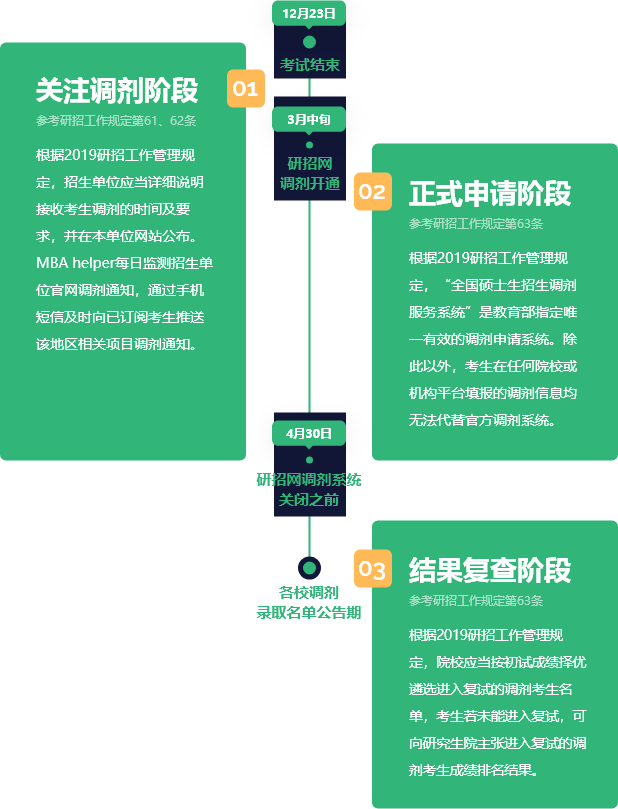 12月23日
考试结束
01
关注调剂阶段
参考研招工作规定第61、62条
根据2019研招工作管理规
定，招生单位应当详细说明
接收考生调剂的时间及要
求，并在本单位网站公布。
MBA helper每日监测招生单
位官网调剂通知，通过手机
短信及时向已订阅考生推送
该地区相关项目调剂通知。
3月中旬
研招网
调剂开通
02
正式申请阶段
参考研招工作规定第63条
根据2019研招工作管理规
定，“全国硕士生招生调剂
服务系统”是教育部指定唯
一有效的调剂申请系统。除
此以外，考生在任何院校或
机构平台填报的调剂信息均
无法代替官方调剂系统。
4月30日
研招网调剂系统
关闭之前
各校调剂
录取名单公告期
03
结果复查阶段
参考研招工作规定第63条
根据2019研招工作管理规
定，院校应当按初试成绩择优
遴选进入复试的调剂考生名
单，考生若未能进入复试，可
向研究生院主张进入复试的调
剂考生成绩排名结果。